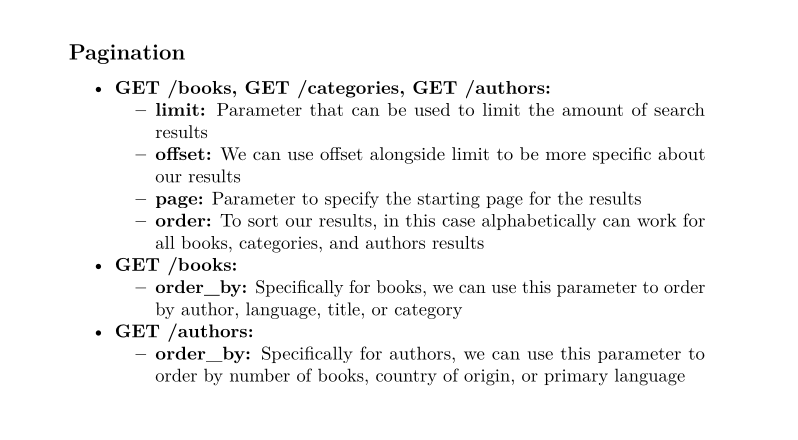 Pagination
• GET /books, GET /categories, GET /authors:
– limit: Parameter that can be used to limit the amount of search
results
– offset: We can use offset alongside limit to be more specific about
our results
– page: Parameter to specify the starting page for the results
– order: To sort our results, in this case alphabetically can work for
all books, categories, and authors results
• GET /books:
– order_by: Specifically for books, we can use this parameter to order
by author, language, title, or category
• GET /authors:
– order_by: Specifically for authors, we can use this parameter to
order by number of books, country of origin, or primary language